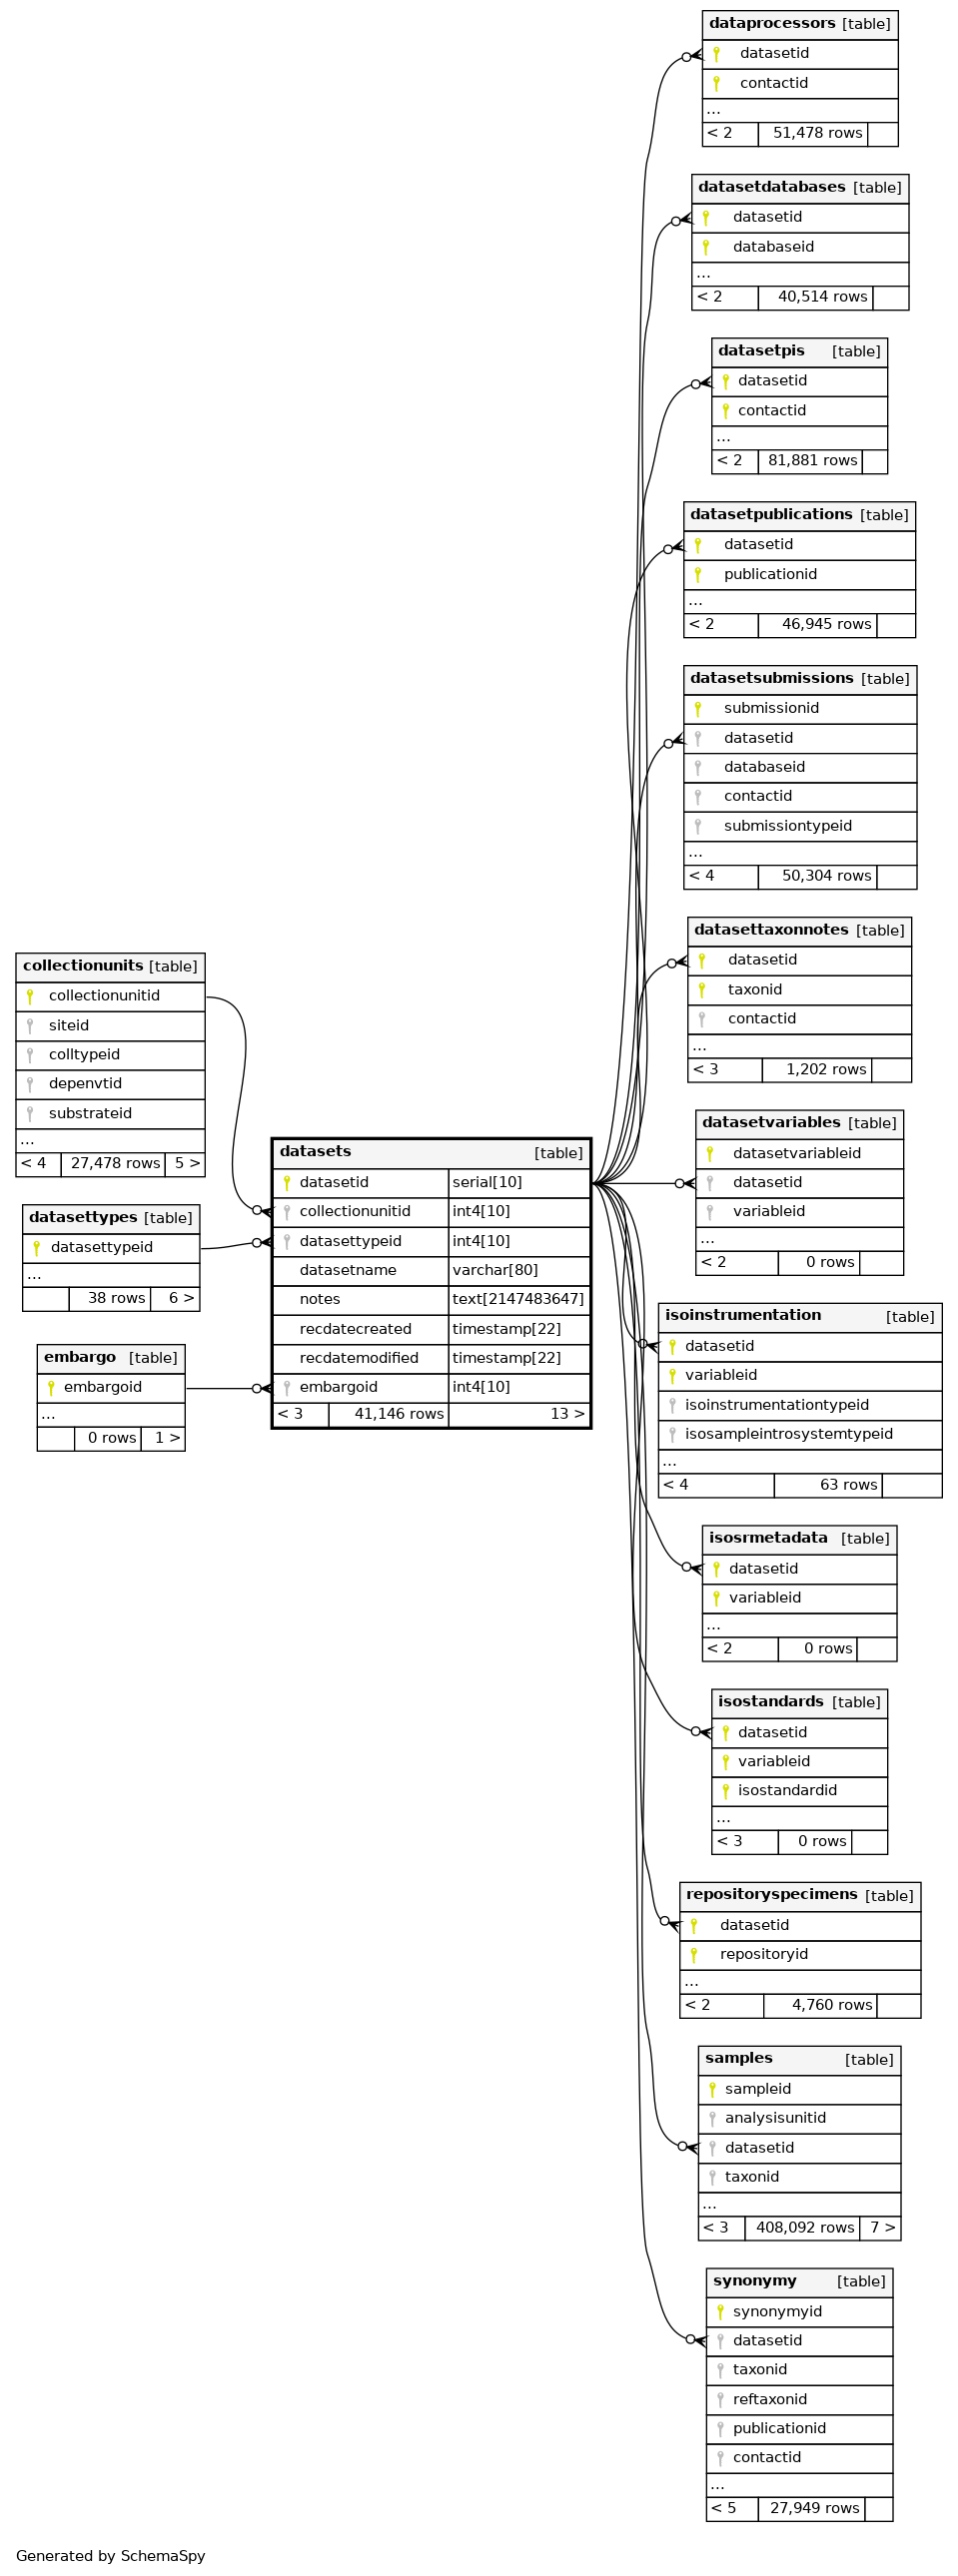 dataprocessors [table]
datasetid
contactid
...
< 2 51,478 rows
datasetdatabases [table]
datasetid
databaseid
...
< 2 40,514 rows
datasetpis [table]
datasetid
contactid
...
< 2 81,881 rows
datasetpublications [table]
datasetid
publicationid
...
< 2 46,945 rows
datasetsubmissions [table]
submissionid
datasetid
databaseid
contactid
submissiontypeid
...
< 4 50,304 rows
datasettaxonnotes [table]
datasetid
taxonid
contactid
...
< 3 1,202 rows
collectionunits [table]
collectionunitid
siteid
colltypeid
depenvtid
substrateid
...
< 4 27,478 rows 5 >
datasettypes [table]
datasettypeid
...
38 rows 6 >
embargo [table]
embargoid
...
0 rows 1 >
datasets [table]
datasetid serial[10]
collectionunitid int4[10]
datasettypeid int4[10]
datasetname varchar[80]
notes text[2147483647]
recdatecreated timestamp[22]
recdatemodified timestamp[22]
embargoid int4[10]
< 3 41,146 rows 13 >
datasetvariables [table]
datasetvariableid
datasetid
variableid
...
< 2 0 rows
isoinstrumentation [table]
datasetid
variableid
isoinstrumentationtypeid
isosampleintrosystemtypeid
...
< 4 63 rows
isosrmetadata [table]
datasetid
variableid
...
< 2 0 rows
isostandards [table]
datasetid
variableid
isostandardid
...
< 3 0 rows
repositoryspecimens [table]
datasetid
repositoryid
...
< 2 4,760 rows
samples [table]
sampleid
analysisunitid
datasetid
taxonid
...
< 3 408,092 rows 7 >
synonymy [table]
synonymyid
datasetid
taxonid
reftaxonid
publicationid
contactid
...
< 5 27,949 rows
Generated by SchemaSpy